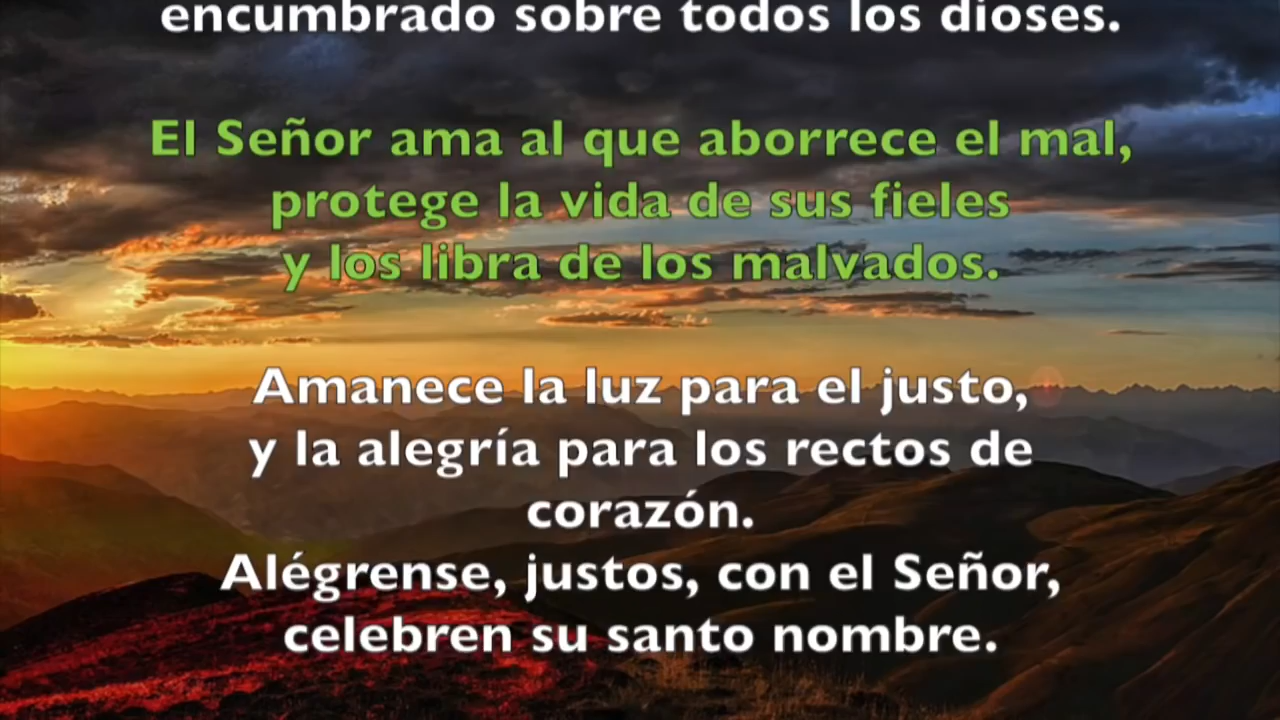 encumbrado sobre todos los dioses.
El Señor ama al que aborrece el mal,
protege la vida de sus fieles
y los libra de los malvados.
Amanece la luz para el justo,
y la alegría para los rectos de
corazón.
Alégrense, justos, con el Señor,
celebren su santo nombre.